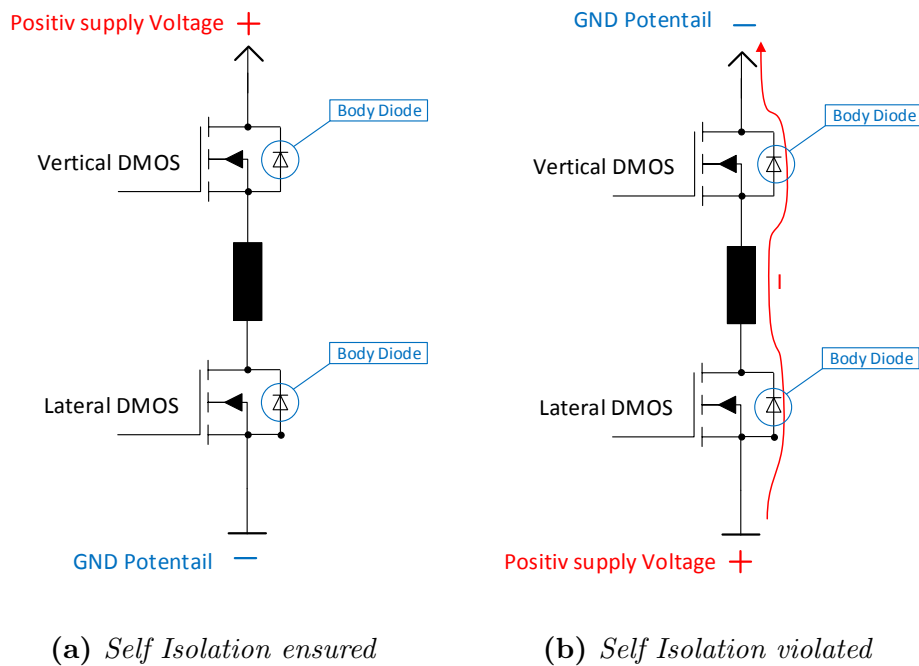 Positiv supply Voltage +
Body Diode
Vertical DMOS
Body Diode
Lateral DMOS
GND Potentail −
(a) Self Isolation ensured
GND Potentail −
Body Diode
Vertical DMOS
I
Body Diode
Lateral DMOS
Positiv supply Voltage +
(b) Self Isolation violated